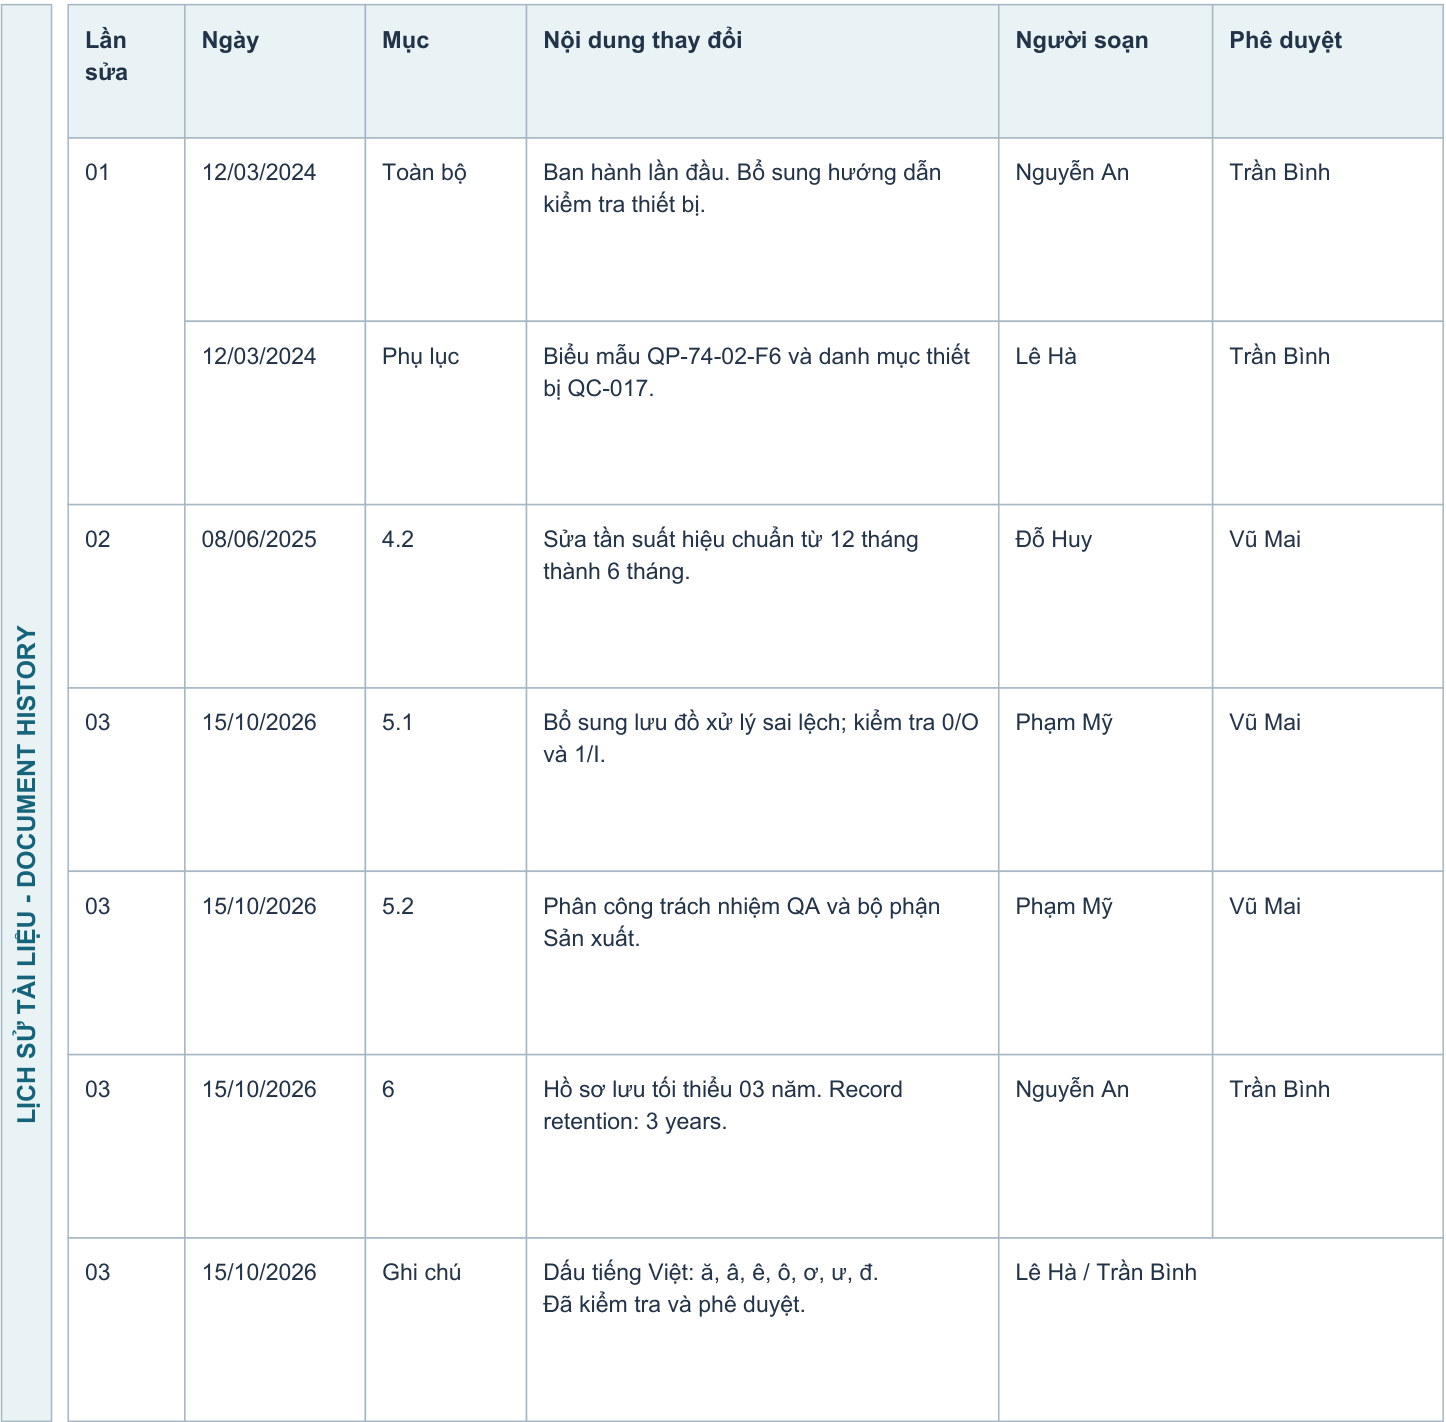 LỊCH SỬ TÀI LIỆU - DOCUMENT HISTORY
Lần sửa
Ngày
Mục
Nội dung thay đổi
Người soạn
Phê duyệt
01
12/03/2024
Toàn bộ
Ban hành lần đầu. Bổ sung hướng dẫn
kiểm tra thiết bị.
Nguyễn An
Trần Bình
12/03/2024
Phụ lục
Biểu mẫu QP-74-02-F6 và danh mục thiết
bị QC-017.
Lê Hà
Trần Bình
02
08/06/2025
4.2
Sửa tần suất hiệu chuẩn từ 12 tháng
thành 6 tháng.
Đỗ Huy
Vũ Mai
03
15/10/2026
5.1
Bổ sung lưu đồ xử lý sai lệch; kiểm tra 0/O
và 1/I.
Phạm Mỹ
Vũ Mai
03
15/10/2026
5.2
Phân công trách nhiệm QA và bộ phận
Sản xuất.
Phạm Mỹ
Vũ Mai
03
15/10/2026
6
Hồ sơ lưu tối thiểu 03 năm. Record
retention: 3 years.
Nguyễn An
Trần Bình
03
15/10/2026
Ghi chú
Dấu tiếng Việt: ă, â, ê, ô, ơ, ư, đ.
Đã kiểm tra và phê duyệt.
Lê Hà / Trần Bình